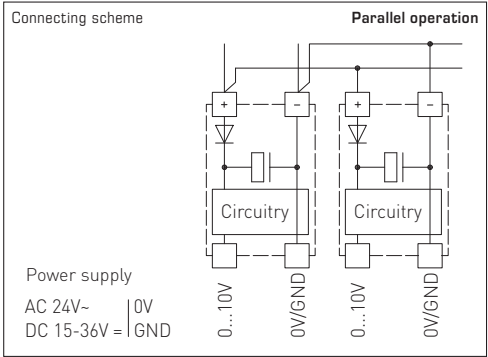 Connecting scheme
Parallel operation
+ − + −
Circuitry Circuitry
Power supply
AC 24V~ | 0V
DC 15-36V = | GND
0...10V
0V/GND
0...10V
0V/GND